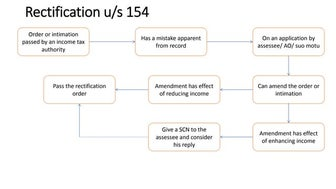 Rectification u/s 154
Order or intimation
passed by an income tax
authority
Has a mistake apparent
from record
On an application by
assessee/ AO/ suo motu
Pass the rectification
order
Amendment has effect
of reducing income
Can amend the order or
intimation
Give a SCN to the
assessee and consider
his reply
Amendment has effect
of enhancing income